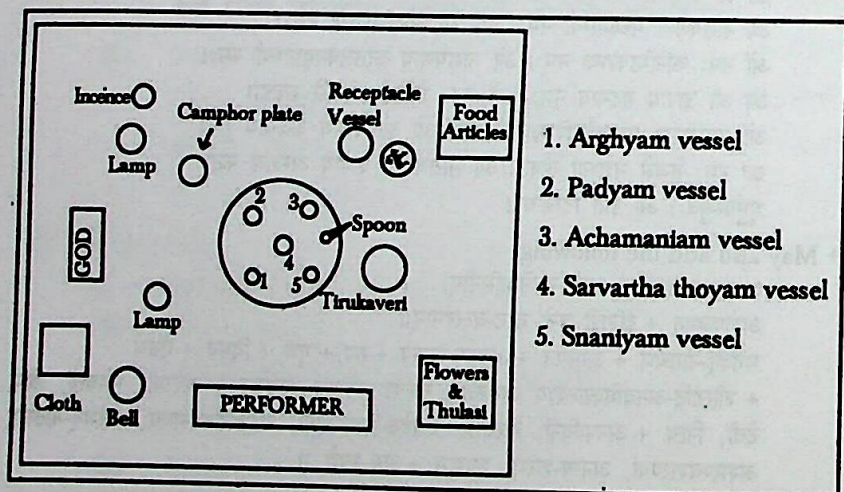 Inceince
Camphor plate
Receptacle
Vessel
Food
Articles
Lamp
2
3
Spoon
GOD
4
1
5
Tirukaveri
Lamp
Cloth
Bell
PERFORMER
Flowers
&
Thulasi
1. Arghyam vessel
2. Padyam vessel
3. Achamaniam vessel
4. Sarvartha thoyam vessel
5. Snaniyam vessel